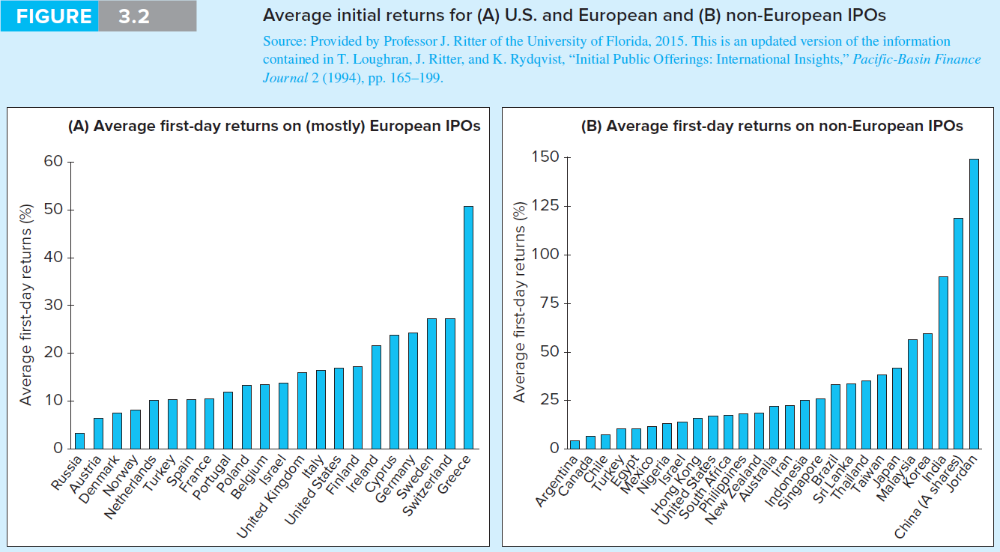 FIGURE 3.2
Average initial returns for (A) U.S. and European and (B) non-European IPOs
Source: Provided by Professor J. Ritter of the University of Florida, 2015. This is an updated version of the information
contained in T. Loughran, J. Ritter, and K. Rydqvist, “Initial Public Offerings: International Insights,” Pacific-Basin Finance
Journal 2 (1994), pp. 165–199.
(A) Average first-day returns on (mostly) European IPOs
Average first-day returns (%)
60
50
40
30
20
10
0
Russia
Austria
Denmark
Norway
Netherlands
Turkey
Spain
France
Portugal
Poland
Belgium
Israel
United Kingdom
Italy
United States
Finland
Ireland
Cyprus
Germany
Sweden
Switzerland
Greece
(B) Average first-day returns on non-European IPOs
Average first-day returns (%)
150
125
100
75
50
25
0
Argentina
Canada
Chile
Turkey
Egypt
Mexico
Nigeria
Israel
Hong Kong
United States
South Africa
Philippines
New Zealand
Australia
Iran
Indonesia
Singapore
Brazil
Sri Lanka
Thailand
Taiwan
Japan
Malaysia
Korea
India
China (A shares)
Jordan